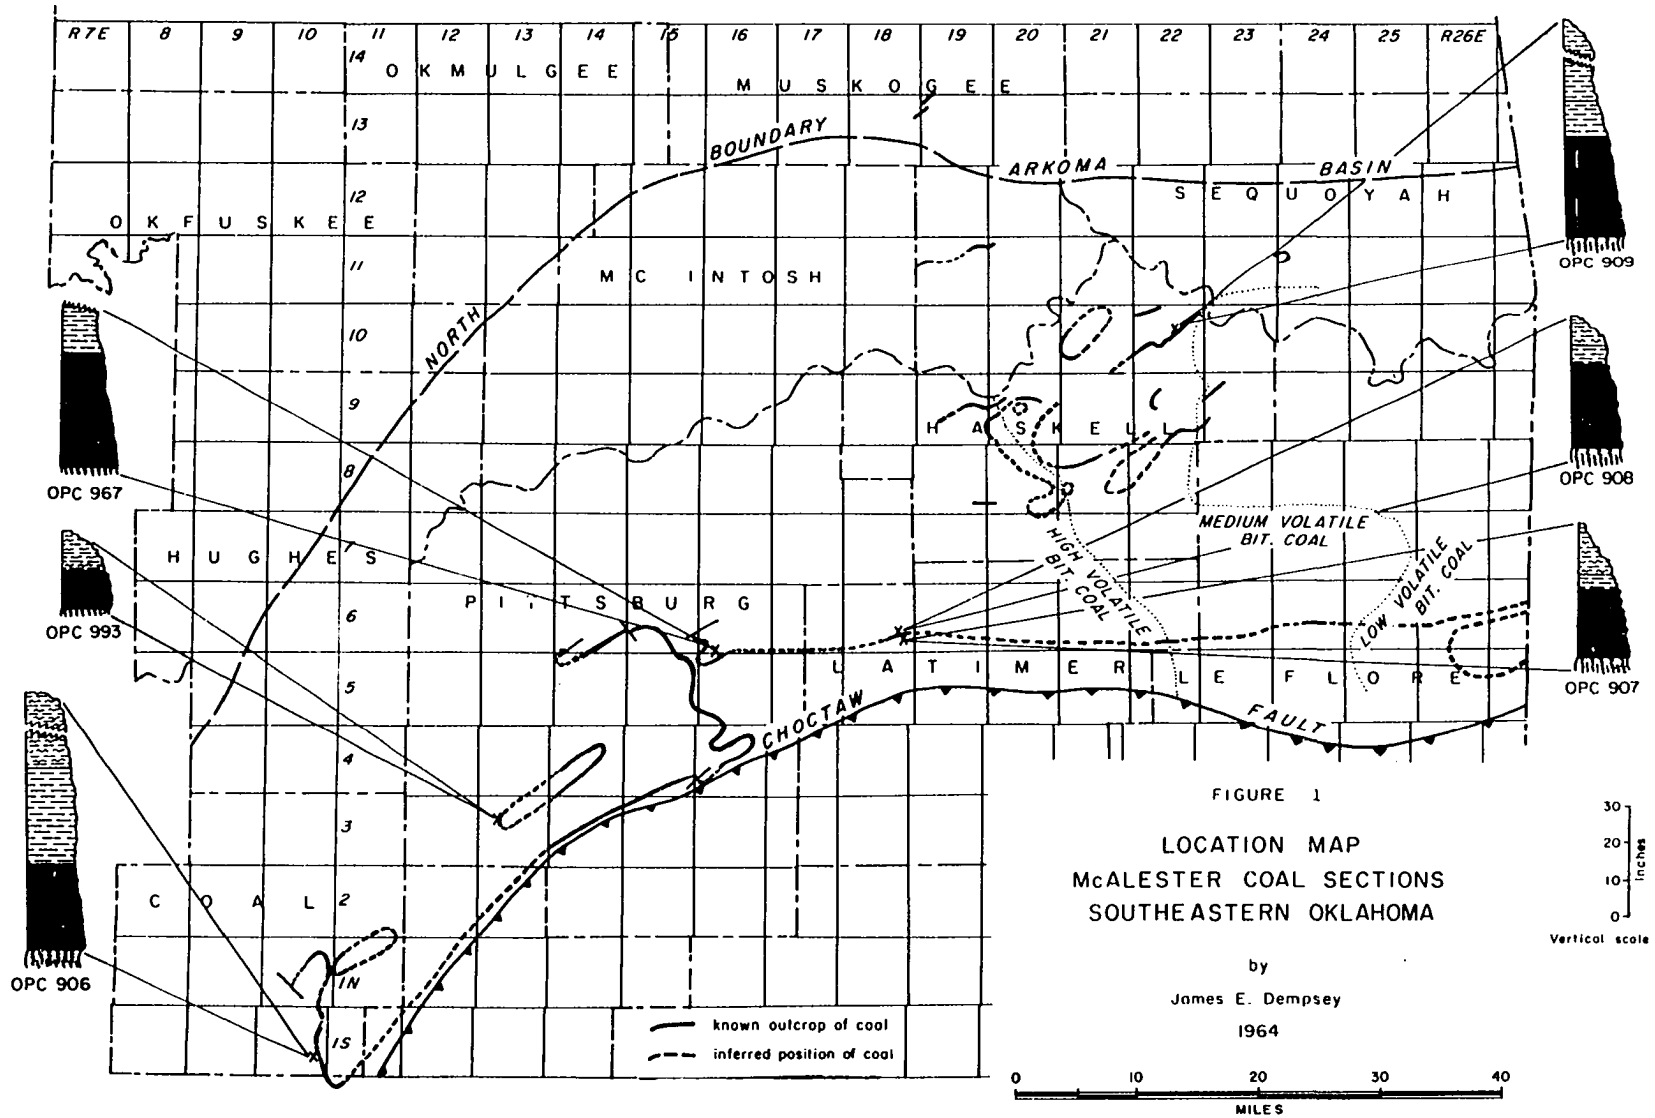 R7E 8 9 10 11 12 13 14 15 16 17 18 19 20 21 22 23 24 25 R26E
14
OKMULGEE
MUSKOGEE
13
NORTH BOUNDARY ARKOMA BASIN
12
SEQUOYAH
OKFUSKEE
11
MC INTOSH
OPC 909
10
9
HASKELL
8
OPC 967
OPC 908
MEDIUM VOLATILE
BIT. COAL
HIGH VOLATILE
BIT. COAL
LOW VOLATILE
BIT. COAL
HUGHES
7
PITTSBURG
6
OPC 993
LATIMER
LE FLORE
5
OPC 907
CHOCTAW FAULT
4
3
COAL
2
OPC 906
IN
IS
FIGURE 1
LOCATION MAP
McALESTER COAL SECTIONS
SOUTHEASTERN OKLAHOMA
by
James E. Dempsey
1964
30
20
10
0
Inches
Vertical scale
known outcrop of coal
inferred position of coal
0 10 20 30 40
MILES